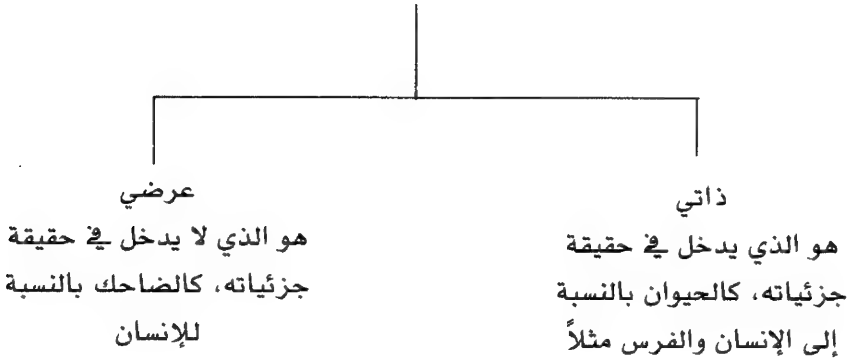 ذاتي
هو الذي يدخل في حقيقة
جزئياته، كالحيوان بالنسبة
إلى الإنسان والفرس مثلاً
عرضي
هو الذي لا يدخل في حقيقة
جزئياته، كالضاحك بالنسبة
للإنسان